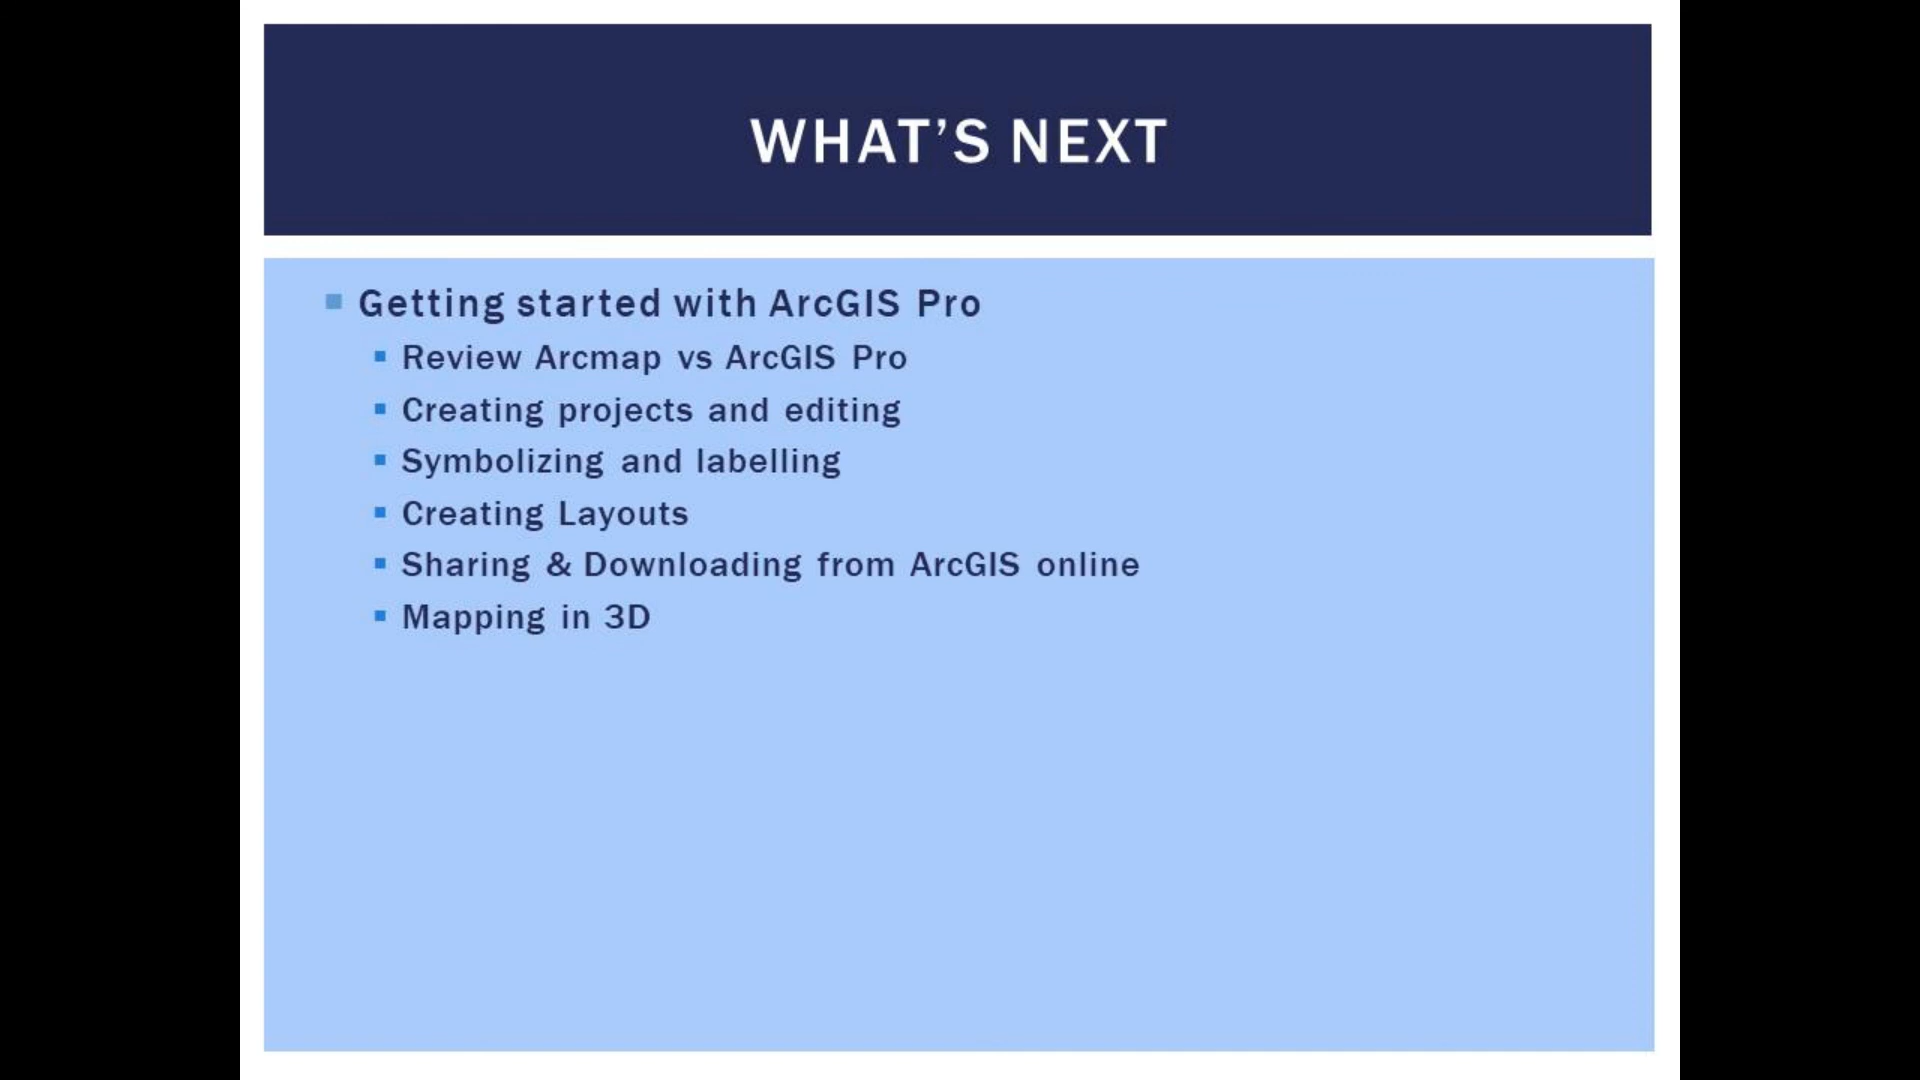 WHAT’S NEXT
Getting started with ArcGIS Pro
Review Arcmap vs ArcGIS Pro
Creating projects and editing
Symbolizing and labelling
Creating Layouts
Sharing & Downloading from ArcGIS online
Mapping in 3D